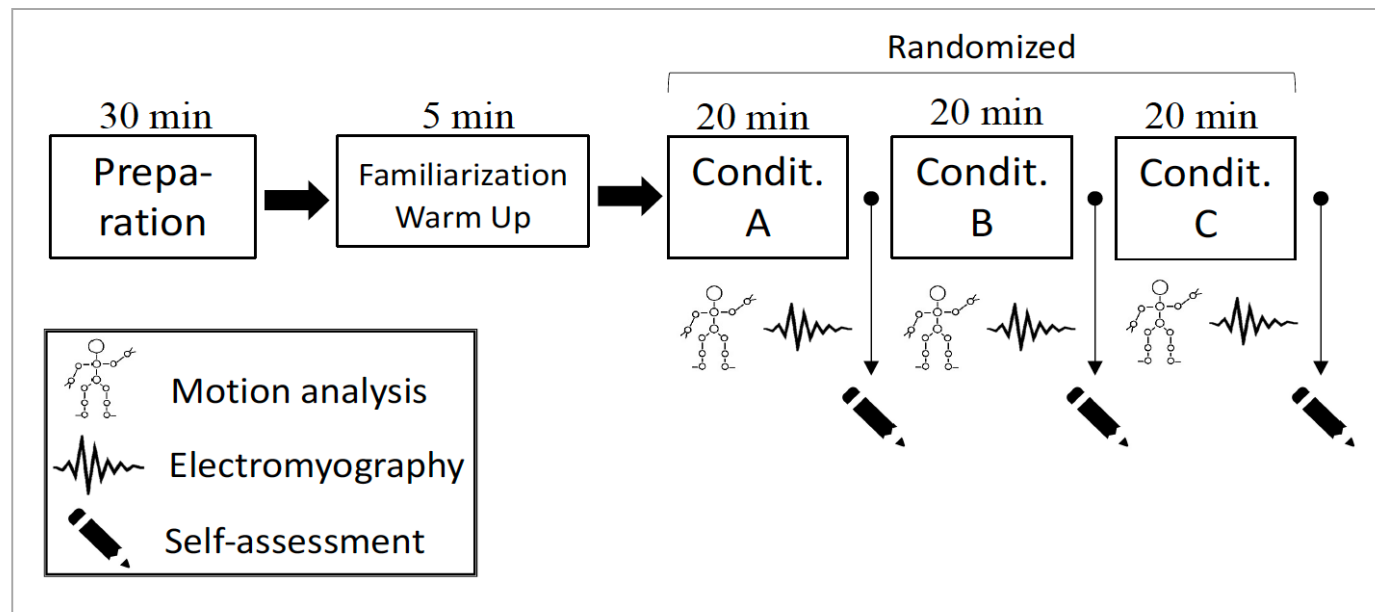 Randomized
30 min
5 min
20 min
20 min
20 min
Prepa-
ration
Familiarization
Warm Up
Condit.
A
Condit.
B
Condit.
C
Motion analysis
Electromyography
Self-assessment